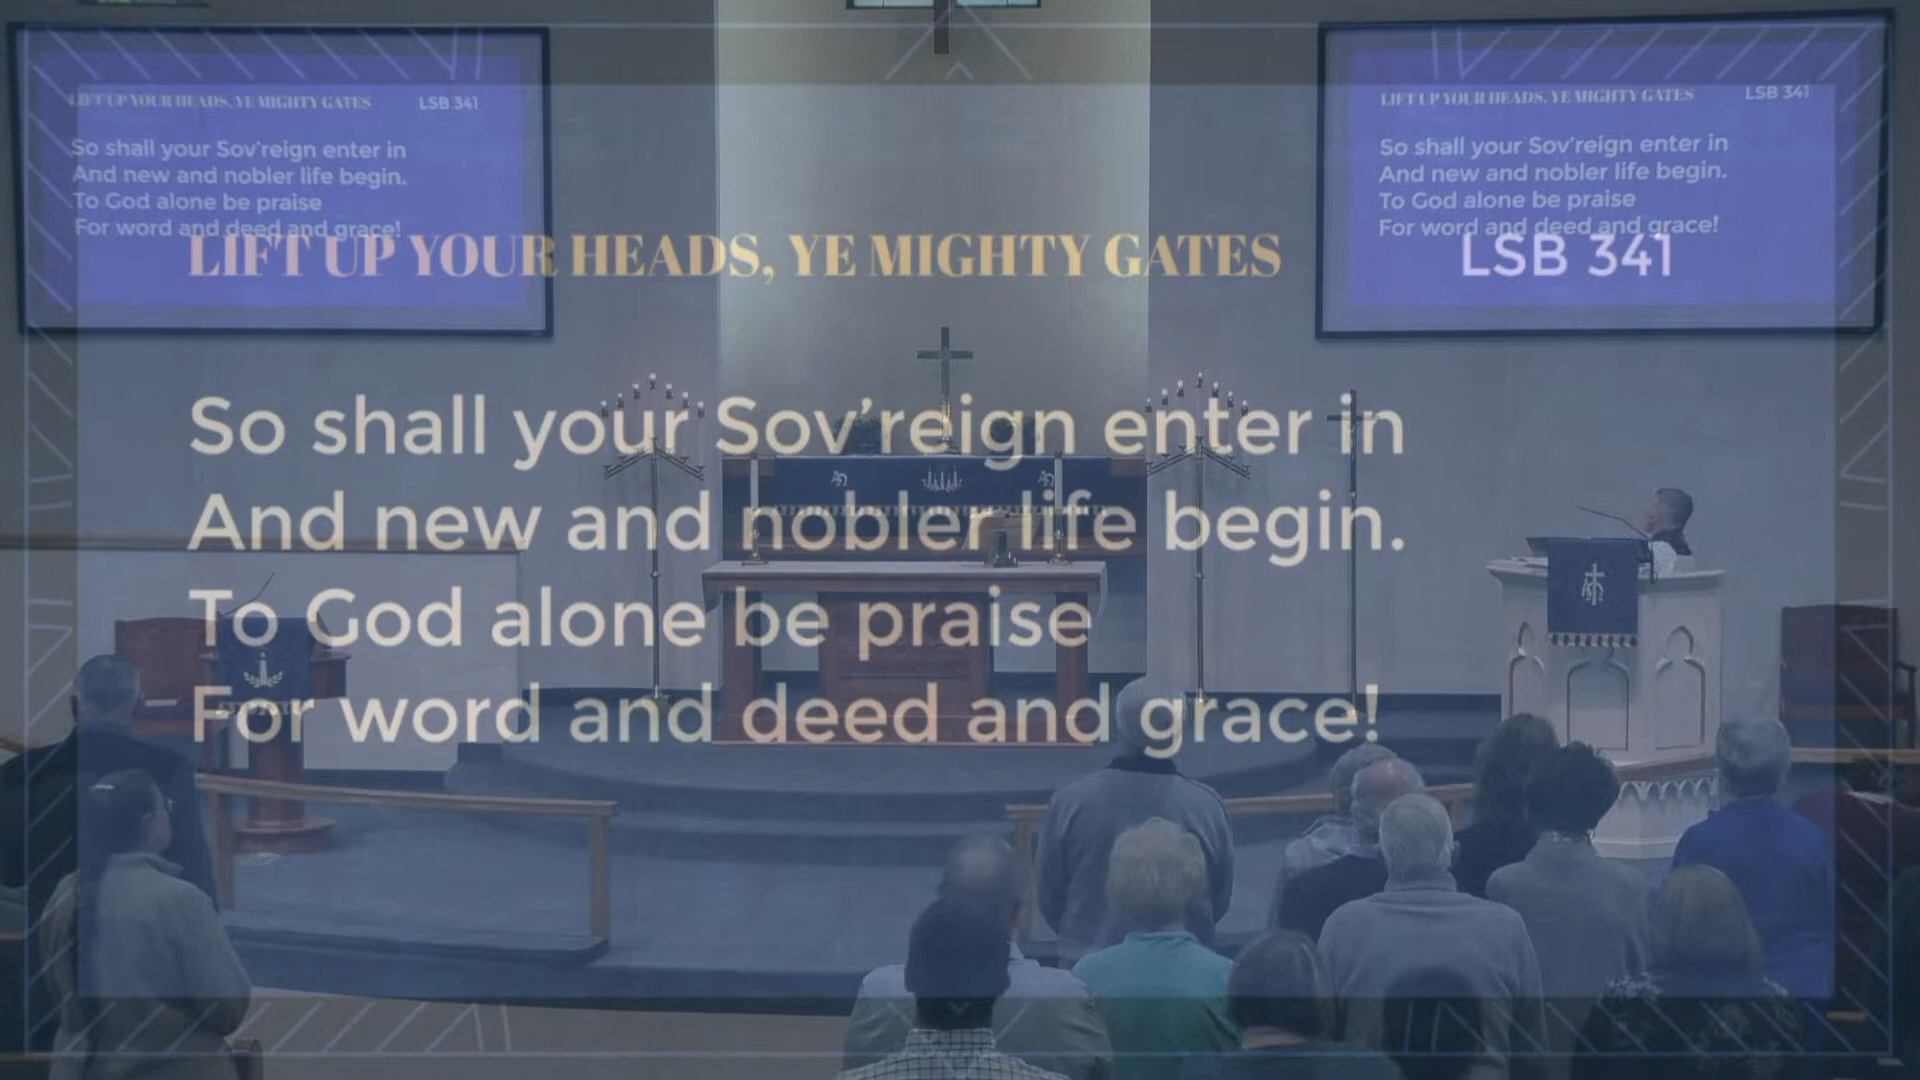 LIFT UP YOUR HEADS, YE MIGHTY GATES LSB 341
So shall your Sov'reign enter in
And new and nobler life begin.
To God alone be praise
For word and deed and grace!
LIFT UP YOUR HEADS, YE MIGHTY GATES LSB 341
So shall your Sov'reign enter in
And new and nobler life begin.
To God alone be praise
For word and deed and grace!
LIFT UP YOUR HEADS, YE MIGHTY GATES LSB 341
So shall your Sov’reign enter in
And new and nobler life begin.
To God alone be praise
For word and deed and grace!